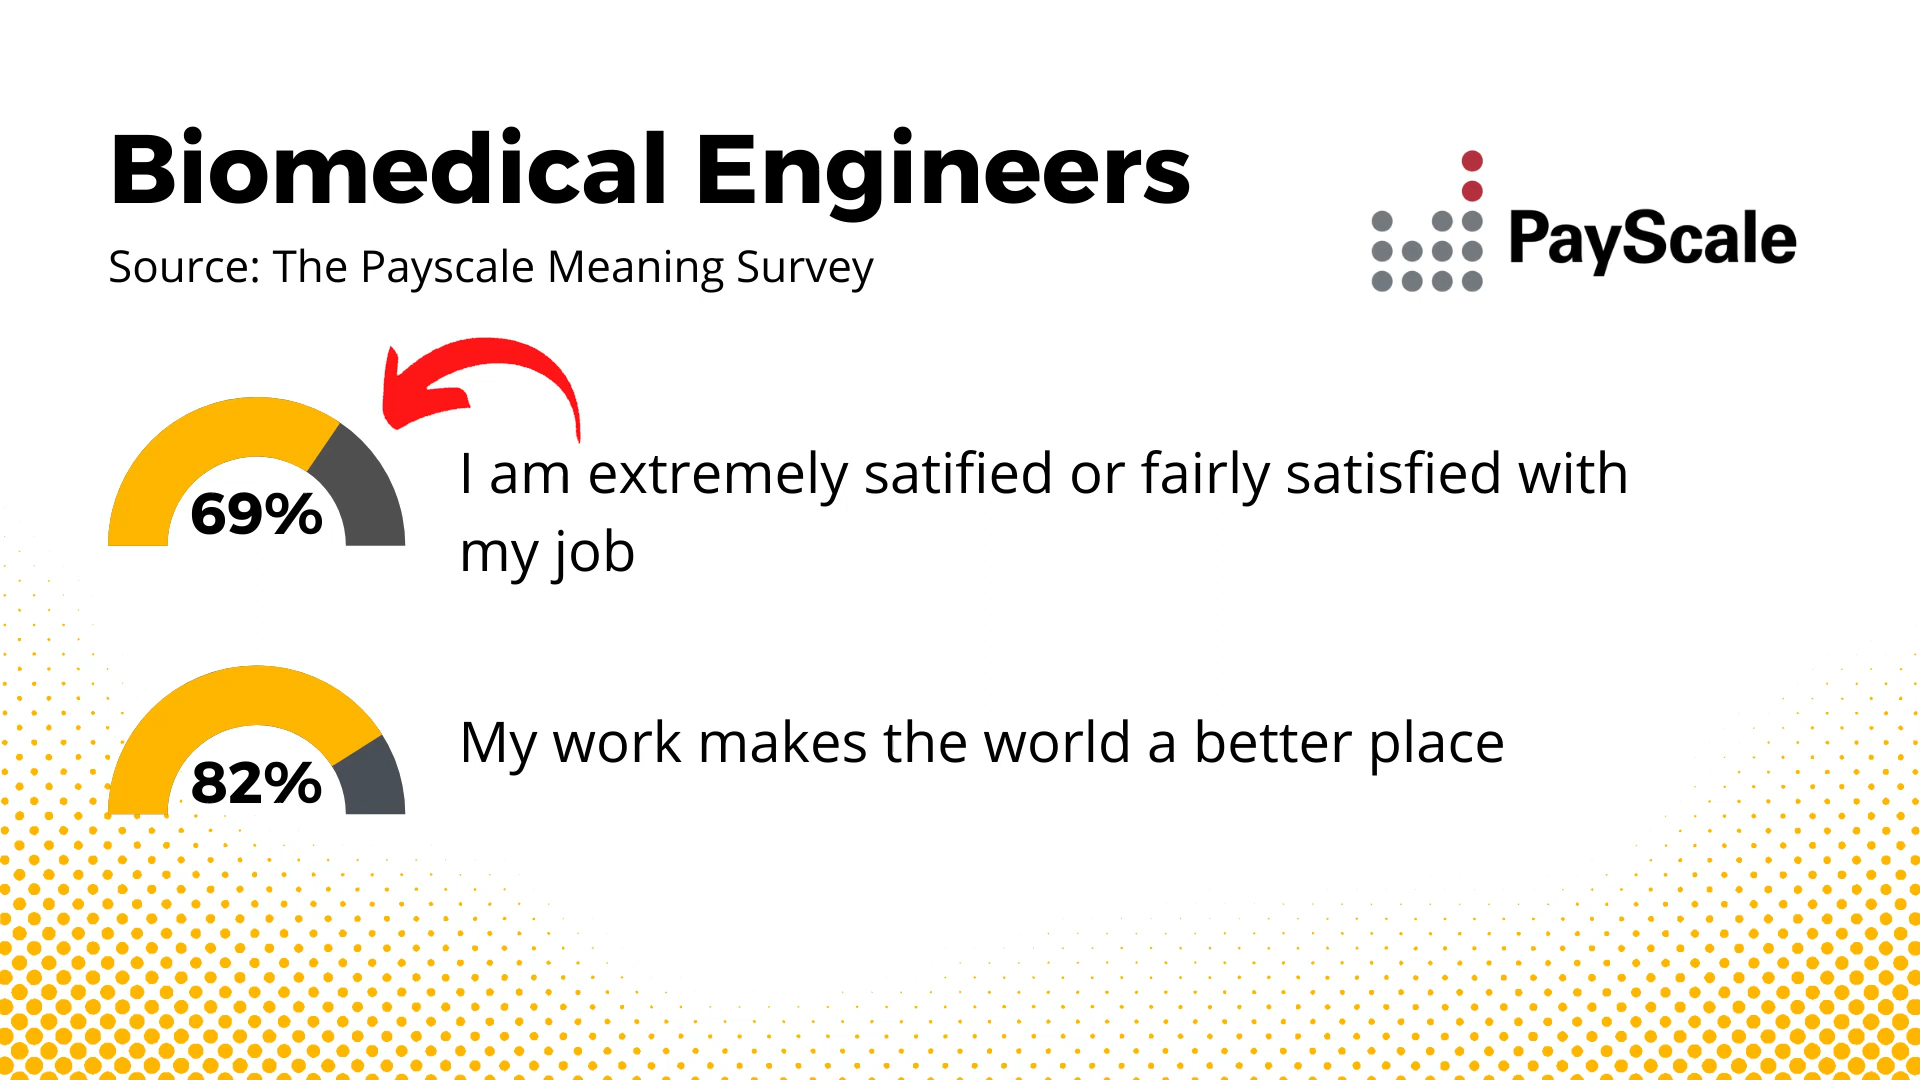 Biomedical Engineers
Source: The Payscale Meaning Survey
PayScale
69%
I am extremely satified or fairly satisfied with
my job
82%
My work makes the world a better place